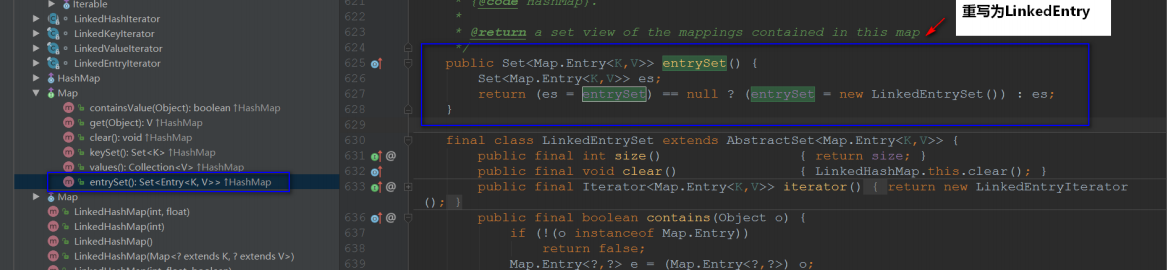 Iterable
LinkedHashIterator
LinkedKeyIterator
LinkedValueIterator
LinkedEntryIterator
HashMap
Map
containsValue(Object): boolean ↑HashMap
get(Object): V ↑HashMap
clear(): void ↑HashMap
keySet(): Set<K> ↑HashMap
values(): Collection<V> ↑HashMap
entrySet(): Set<Entry<K, V>> ↑HashMap
Map
LinkedHashMap(int, float)
LinkedHashMap(int)
LinkedHashMap()
LinkedHashMap(Map<? extends K, ? extends V>)
LinkedHashMap(int, float, boolean)
重写为LinkedEntry
621 * {@code HashMap}.
622 *
623 * @return a set view of the mappings contained in this map
624 */
625 public Set<Map.Entry<K,V>> entrySet() {
626 Set<Map.Entry<K,V>> es;
627 return (es = entrySet) == null ? (entrySet = new LinkedEntrySet()) : es;
628 }
629
630 final class LinkedEntrySet extends AbstractSet<Map.Entry<K,V>> {
631 @ public final int size() { return size; }
632 public final void clear() { LinkedHashMap.this.clear(); }
633 @ public final Iterator<Map.Entry<K,V>> iterator() { return new LinkedEntryIterator
(); }
636 @ public final boolean contains(Object o) {
637 if (!(o instanceof Map.Entry))
638 return false;
639 Map.Entry<?,?> e = (Map.Entry<?,?>) o;